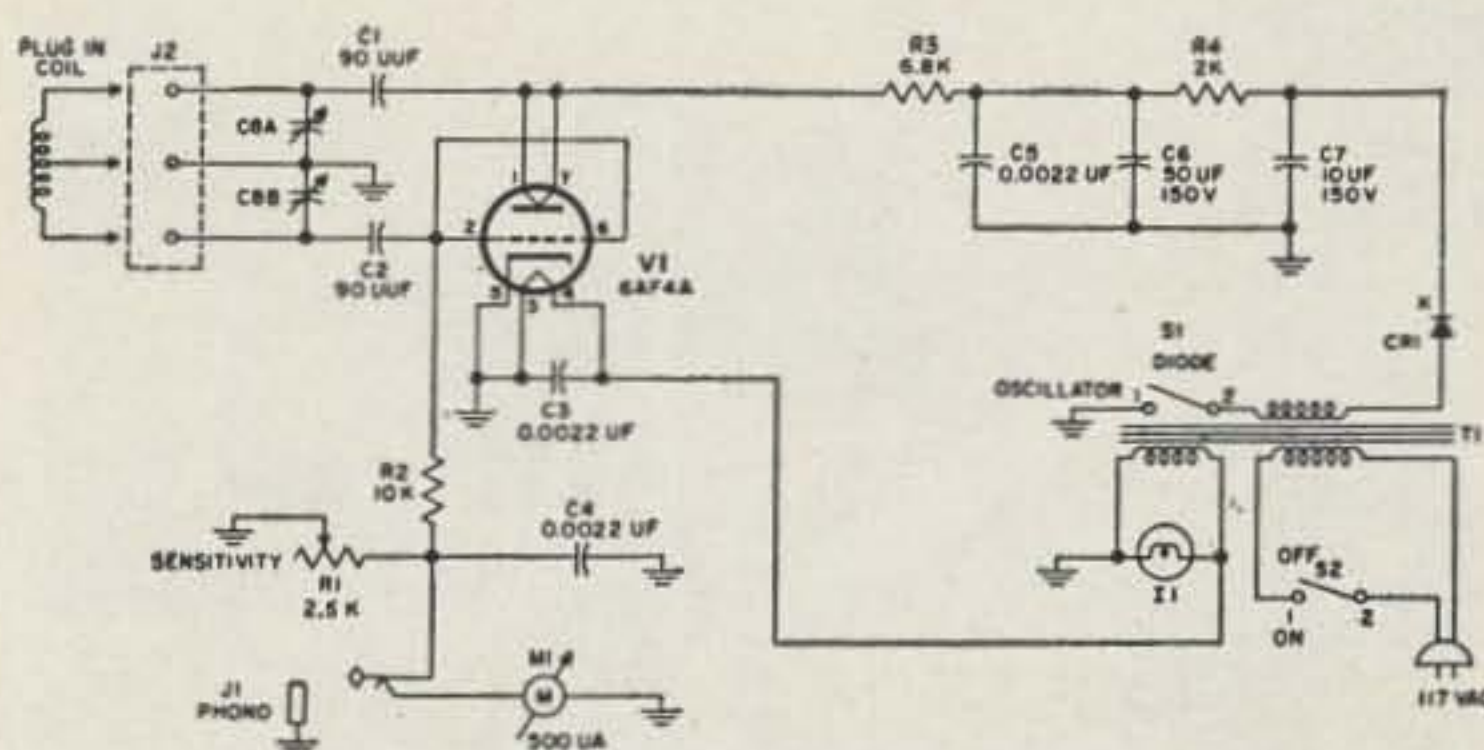 PLUG IN
COIL
J2
C1
90 UUF
C8A
C8B
C2
90 UUF
1
7
2
6
5
3
4
V1
6AF4A
R3
6.8K
R4
2K
C5
0.0022 UF
C6
50 UF
150 V
C7
10 UF
150 V
K
CR1
S1
DIODE
OSCILLATOR
1
2
T1
C3
0.0022 UF
R2
10 K
C4
0.0022 UF
SENSITIVITY
R1
2.5 K
I1
OFF
S2
1
2
ON
117 VAC
J1
PHONO
M1
M
500 UA